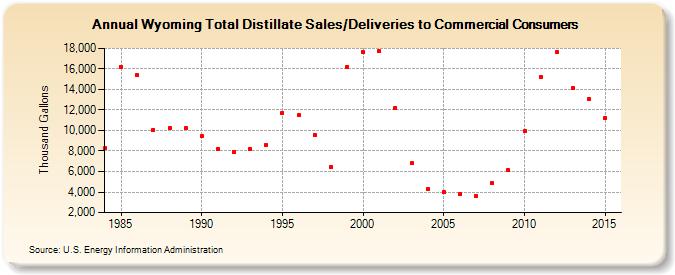 Annual Wyoming Total Distillate Sales/Deliveries to Commercial Consumers
Thousand Gallons
18,000
16,000
14,000
12,000
10,000
8,000
6,000
4,000
2,000
1985 1990 1995 2000 2005 2010 2015
Source: U.S. Energy Information Administration